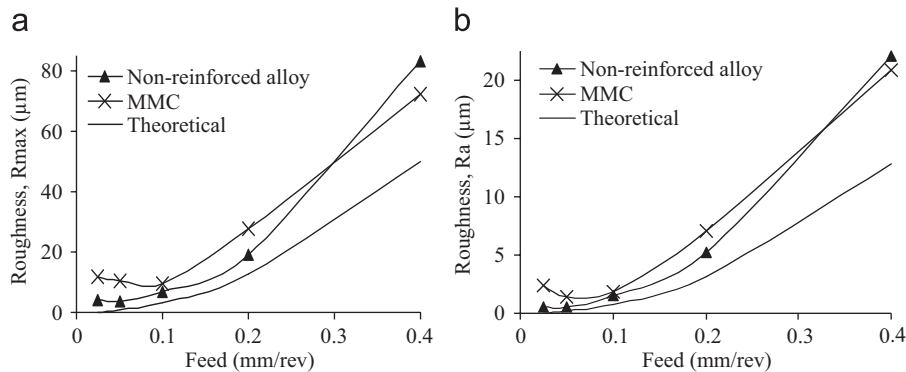 a
Roughness, Rmax (µm)
80
60
40
20
0
Non-reinforced alloy
MMC
Theoretical
0
0.1
0.2
0.3
0.4
Feed (mm/rev)
b
Roughness, Ra (µm)
20
15
10
5
0
Non-reinforced alloy
MMC
Theoretical
0
0.1
0.2
0.3
0.4
Feed (mm/rev)